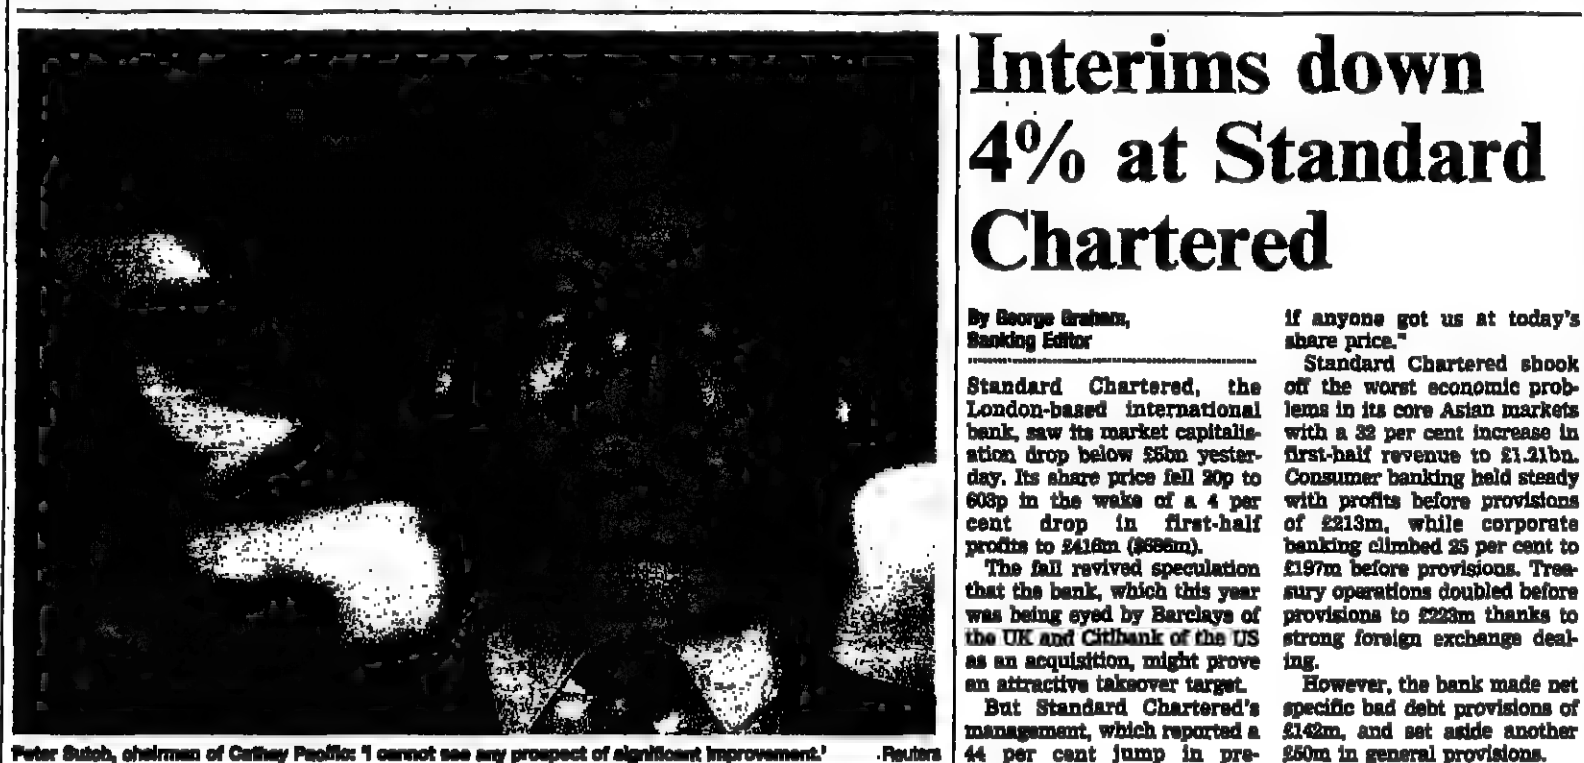 Interims down
4% at Standard
Chartered
By George Graham,
Banking Editor
Standard Chartered, the
London-based international
bank, saw its market capitalis-
ation drop below £6bn yester-
day. Its share price fell 20p to
603p in the wake of a 4 per
cent drop in first-half
profits to £416m ($686m).
The fall revived speculation
that the bank, which this year
was being eyed by Barclays of
the UK and Citibank of the US
as an acquisition, might prove
an attractive takeover target.
But Standard Chartered's
management, which reported a
44 per cent jump in pre-
if anyone got us at today's
share price."
Standard Chartered shook
off the worst economic prob-
lems in its core Asian markets
with a 32 per cent increase in
first-half revenue to £1.21bn.
Consumer banking held steady
with profits before provisions
of £213m, while corporate
banking climbed 25 per cent to
£197m before provisions. Trea-
sury operations doubled before
provisions to £223m thanks to
strong foreign exchange deal-
ing.
However, the bank made net
specific bad debt provisions of
£142m, and set aside another
£50m in general provisions.
Peter Sutch, chairman of Cathay Pacific: 'I cannot see any prospect of significant improvement.' Reuters